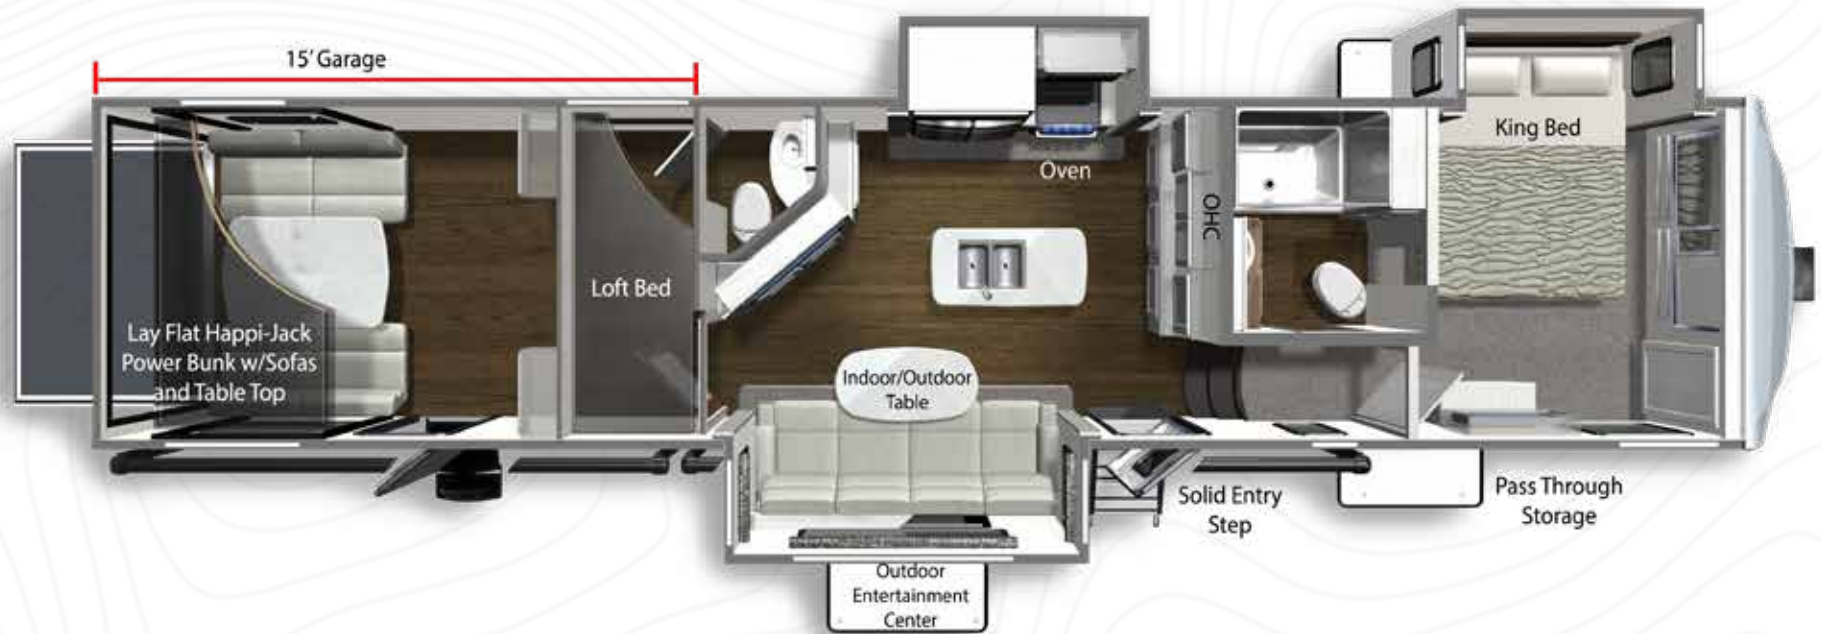 15' Garage
Oven
King Bed
OHC
Loft Bed
Lay Flat Happi-Jack
Power Bunk w/Sofas
and Table Top
Indoor/Outdoor
Table
Solid Entry
Step
Pass Through
Storage
Outdoor
Entertainment
Center